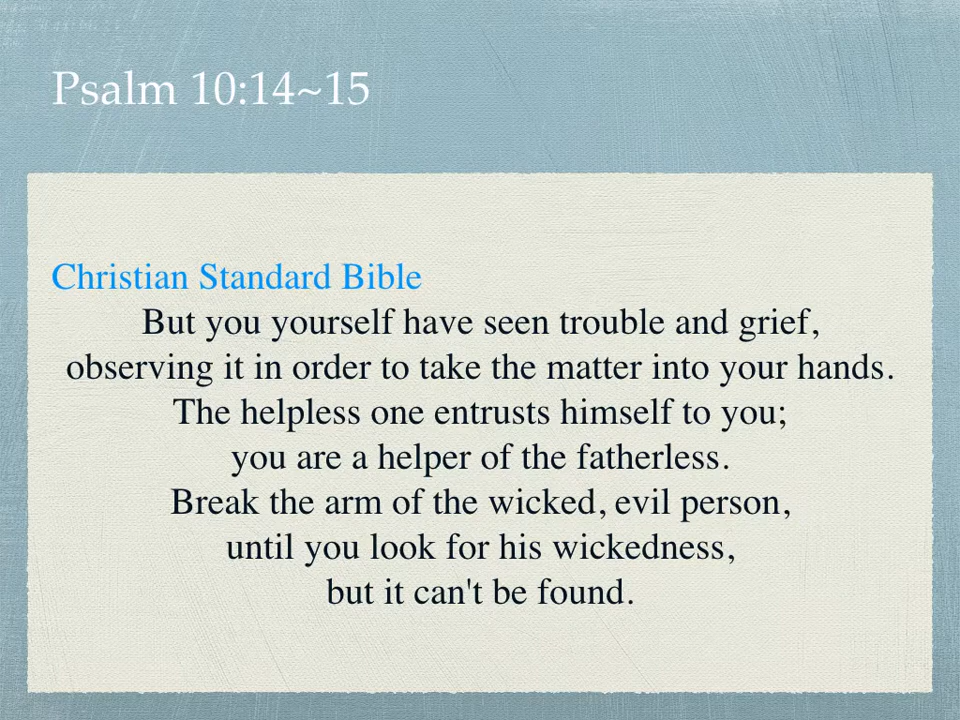 Psalm 10:14~15
Christian Standard Bible
But you yourself have seen trouble and grief,
observing it in order to take the matter into your hands.
The helpless one entrusts himself to you;
you are a helper of the fatherless.
Break the arm of the wicked, evil person,
until you look for his wickedness,
but it can't be found.